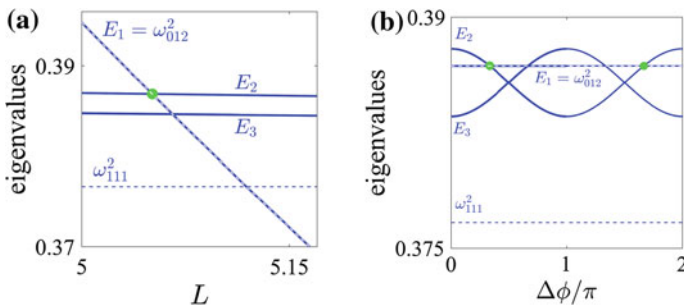 (a)
E₁ = ω²₀₁₂
0.39
E₂
E₃
eigenvalues
ω²₁₁₁
0.37
5
5.15
L
(b)
0.39
E₂
E₁ = ω²₀₁₂
E₃
eigenvalues
ω²₁₁₁
0.375
0
1
2
Δϕ/π